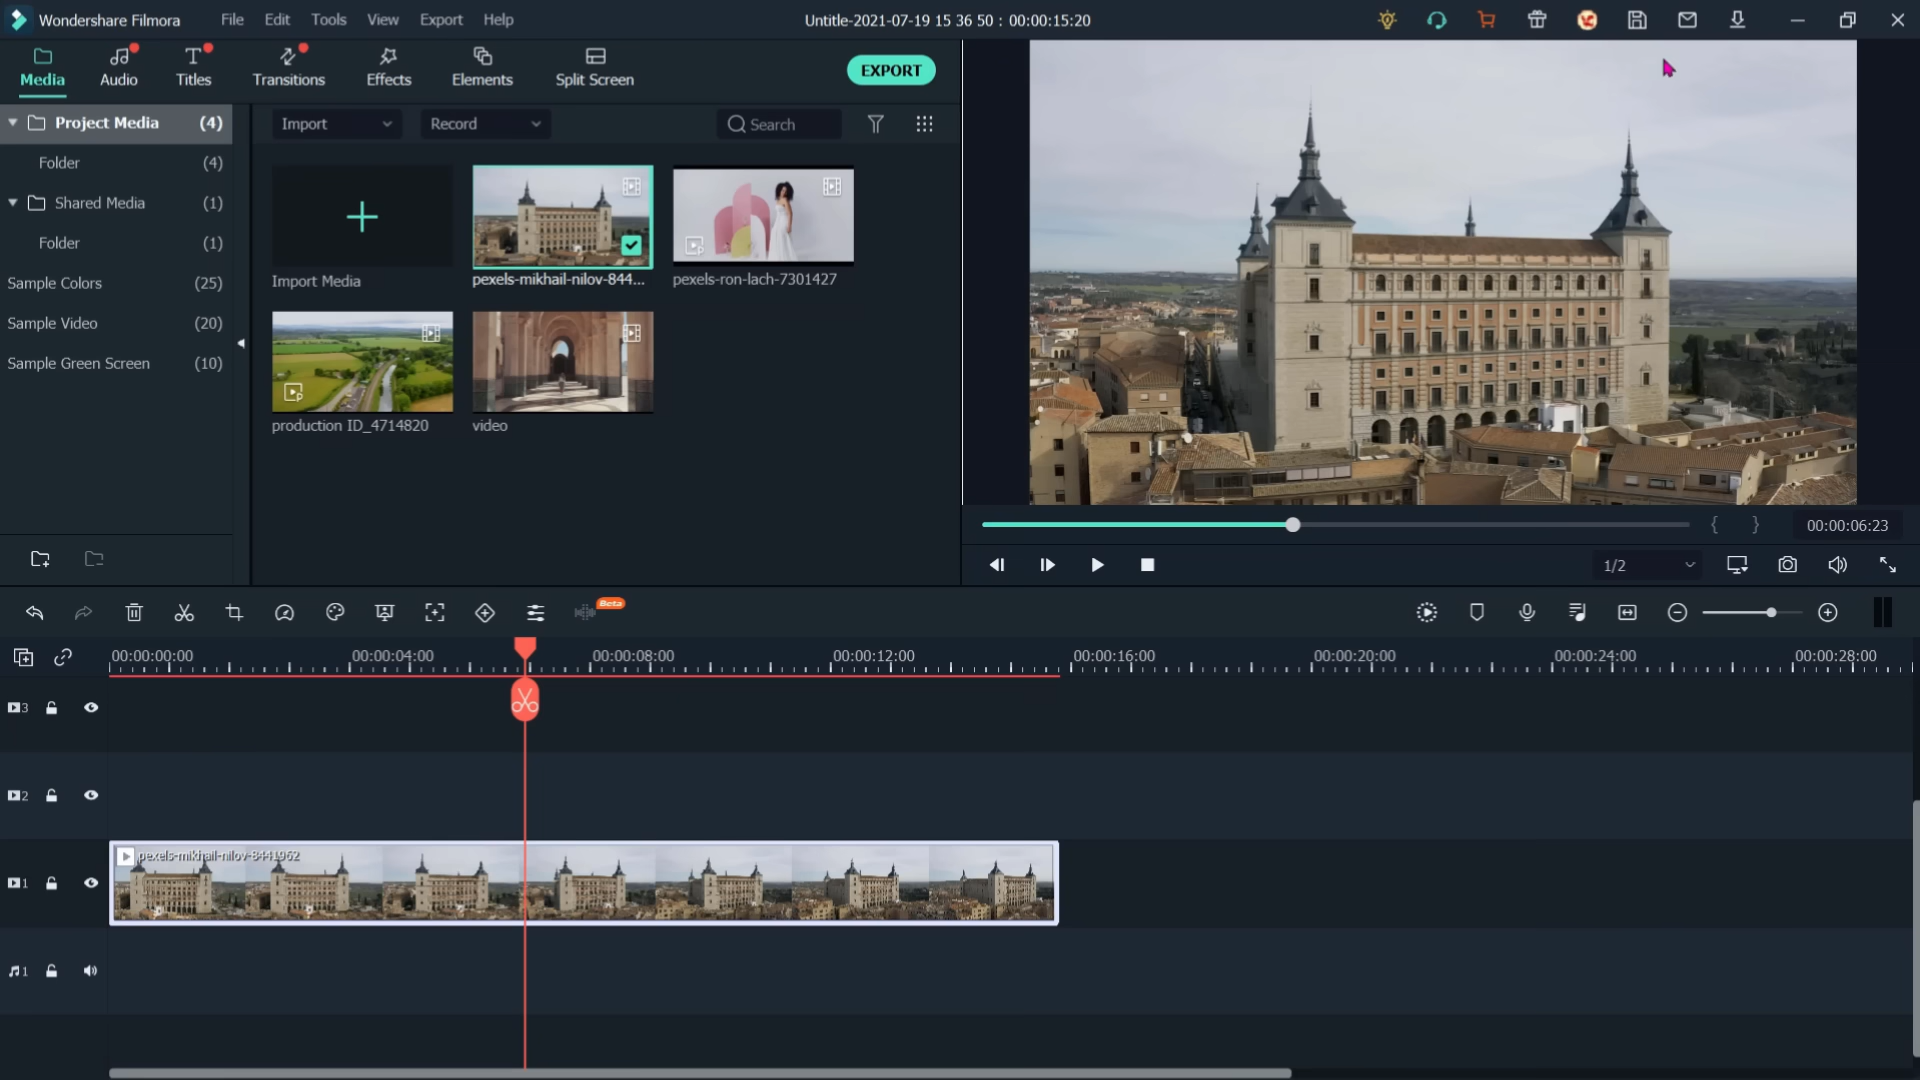 Wondershare Filmora File Edit Tools View Export Help Untitle-2021-07-19 15 36 50 : 00:00:15:20
Media Audio Titles Transitions Effects Elements Split Screen EXPORT
Project Media (4) Import Record Search
Folder (4)
Shared Media (1)
Folder (1)
Sample Colors (25)
Sample Video (20)
Sample Green Screen (10)
Import Media pexels-mikhail-nilov-844... pexels-ron-lach-7301427
production ID_4714820 video
{ } 00:00:06:23
1/2
Beta
00:00:00:00 00:00:04:00 00:00:08:00 00:00:12:00 00:00:16:00 00:00:20:00 00:00:24:00 00:00:28:00
3
2
pexels-mikhail-nilov-8441962
1
1